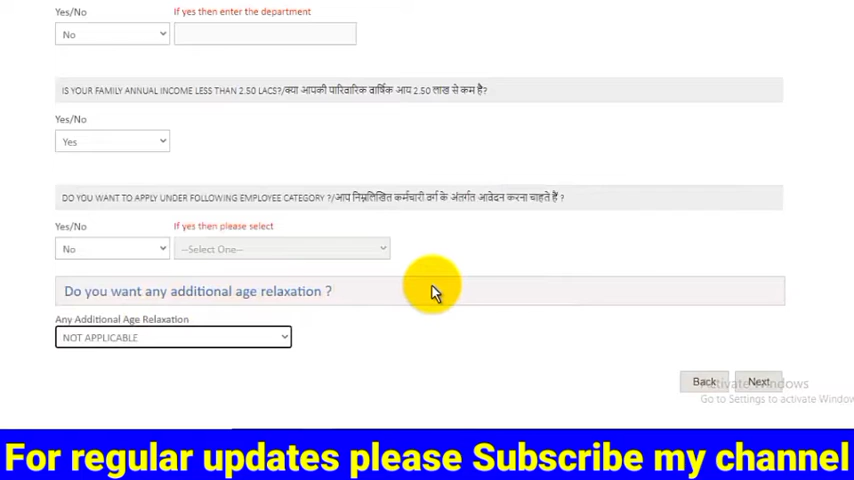 Yes/No If yes then enter the department
No
IS YOUR FAMILY ANNUAL INCOME LESS THAN 2.50 LACS?/क्या आपकी पारिवारिक वार्षिक आय 2.50 लाख से कम है?
Yes/No
Yes
DO YOU WANT TO APPLY UNDER FOLLOWING EMPLOYEE CATEGORY ?/आप निम्नलिखित कर्मचारी वर्ग के अंतर्गत आवेदन करना चाहते हैं ?
Yes/No If yes then please select
No --Select One--
Do you want any additional age relaxation ?
Any Additional Age Relaxation
NOT APPLICABLE
Back Next
Activate Windows
Go to Settings to activate Window
For regular updates please Subscribe my channel